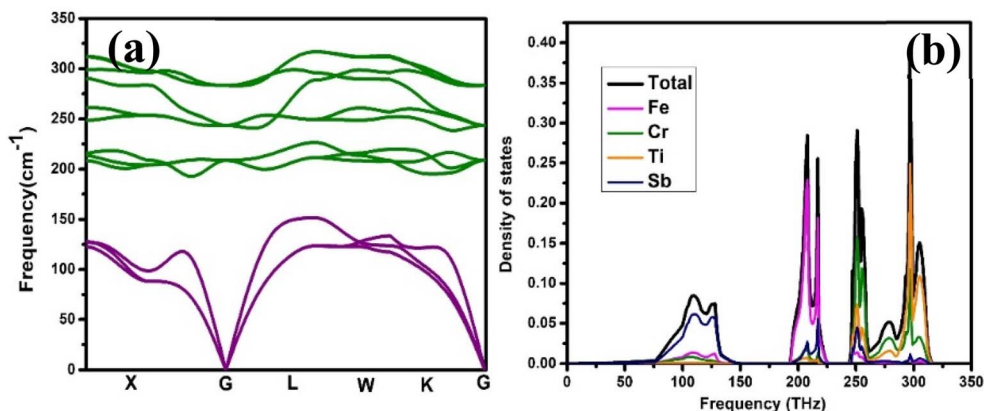 (a)
Frequency(cm-1)
350
300
250
200
150
100
50
0
X G L W K G
(b)
Density of states
0.40
0.35
0.30
0.25
0.20
0.15
0.10
0.05
0.00
Total
Fe
Cr
Ti
Sb
0 50 100 150 200 250 300 350
Frequency (THz)